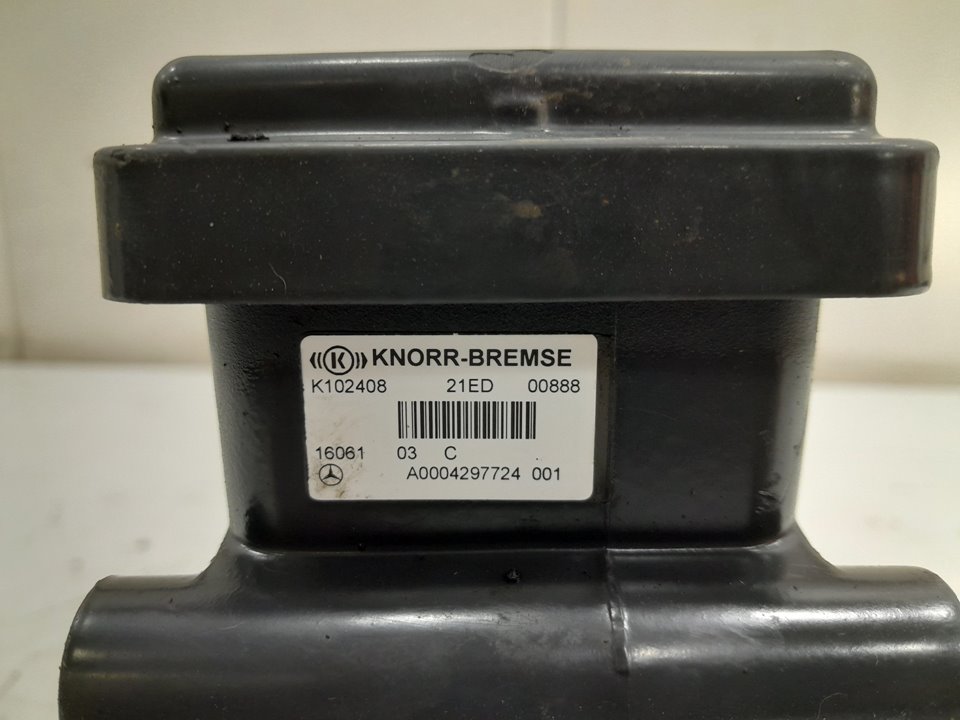 K KNORR-BREMSE
K102408 21ED 00888
16061 03 C
A0004297724 001